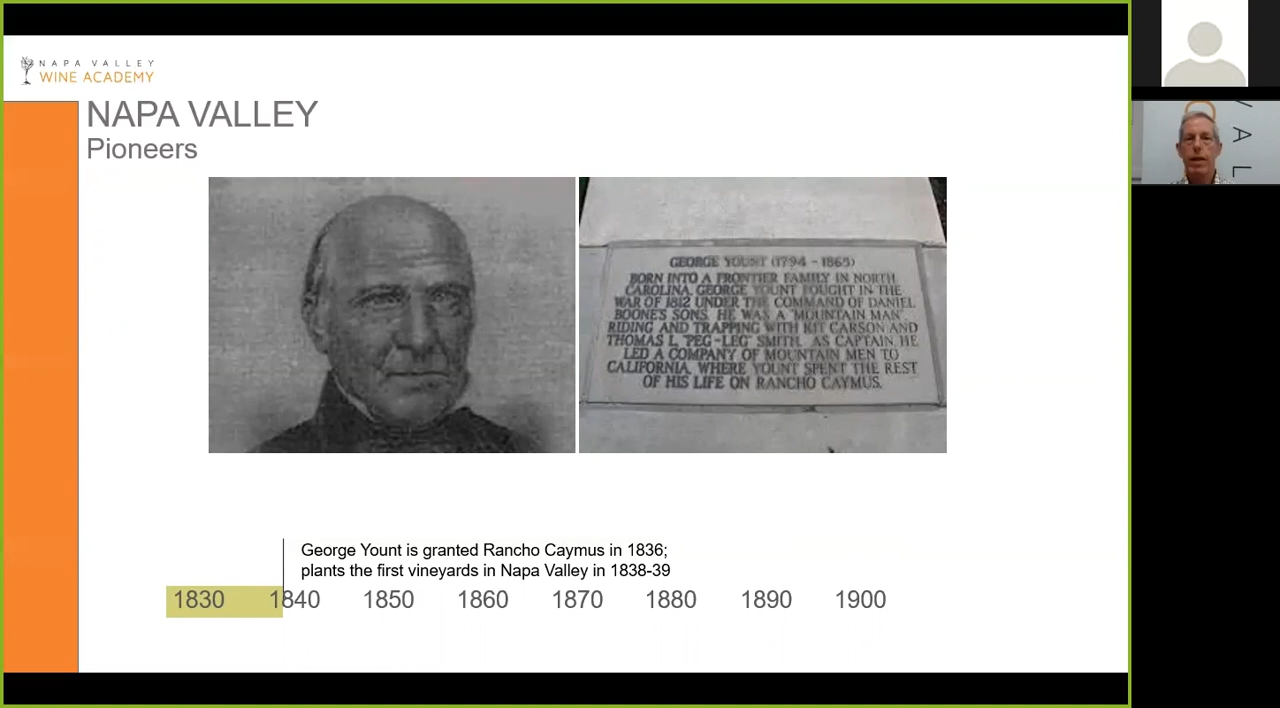 NAPA VALLEY
WINE ACADEMY
NAPA VALLEY
Pioneers
GEORGE YOUNT (1794 - 1865)
BORN INTO A FRONTIER FAMILY IN NORTH
CAROLINA, GEORGE YOUNT FOUGHT IN THE
WAR OF 1812 UNDER THE COMMAND OF DANIEL
BOONE'S SONS. HE WAS A "MOUNTAIN MAN"
RIDING AND TRAPPING WITH KIT CARSON AND
THOMAS L. "PEG-LEG" SMITH. AS CAPTAIN, HE
LED A COMPANY OF MOUNTAIN MEN TO
CALIFORNIA, WHERE YOUNT SPENT THE REST
OF HIS LIFE ON RANCHO CAYMUS.
George Yount is granted Rancho Caymus in 1836;
plants the first vineyards in Napa Valley in 1838-39
1830 1840 1850 1860 1870 1880 1890 1900
V A L